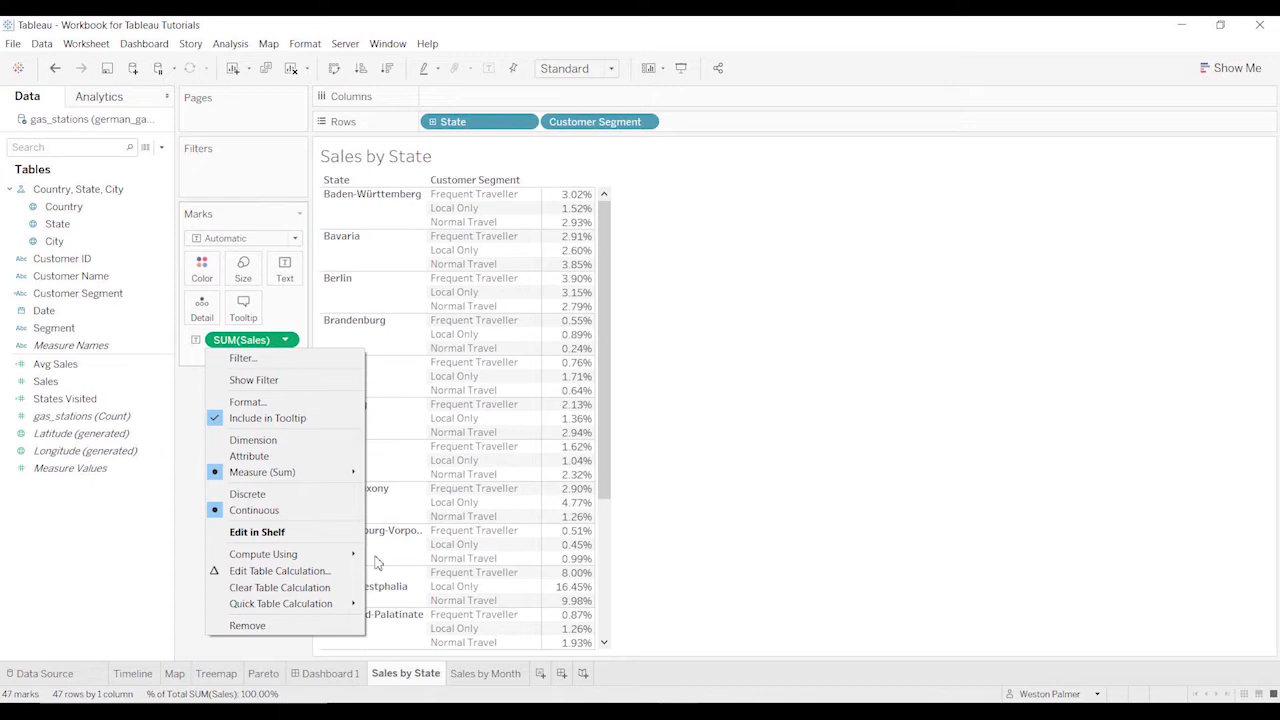 Tableau - Workbook for Tableau Tutorials
File Data Worksheet Dashboard Story Analysis Map Format Server Window Help
Standard
Show Me
Data Analytics
gas_stations (german_ga...
Search
Tables
Country, State, City
Country
State
City
Customer ID
Customer Name
Customer Segment
Date
Segment
Measure Names
Avg Sales
Sales
States Visited
gas_stations (Count)
Latitude (generated)
Longitude (generated)
Measure Values
Pages
Filters
Marks
Automatic
Color Size Text
Detail Tooltip
SUM(Sales)
Filter...
Show Filter
Format...
Include in Tooltip
Dimension
Attribute
Measure (Sum)
Discrete
Continuous
Edit in Shelf
Compute Using
Edit Table Calculation...
Clear Table Calculation
Quick Table Calculation
Remove
Columns
Rows State Customer Segment
Sales by State
State Customer Segment
Baden-Württemberg Frequent Traveller 3.02%
Local Only 1.52%
Normal Travel 2.93%
Bavaria Frequent Traveller 2.91%
Local Only 2.60%
Normal Travel 3.85%
Berlin Frequent Traveller 3.90%
Local Only 3.15%
Normal Travel 2.79%
Brandenburg Frequent Traveller 0.55%
Local Only 0.89%
Normal Travel 0.24%
Frequent Traveller 0.76%
Local Only 1.71%
Normal Travel 0.64%
g Frequent Traveller 2.13%
Local Only 1.36%
Normal Travel 2.94%
Frequent Traveller 1.62%
Local Only 1.04%
Normal Travel 2.32%
oxony Frequent Traveller 2.90%
Local Only 4.77%
Normal Travel 1.26%
burg-Vorpo.. Frequent Traveller 0.51%
Local Only 0.45%
Normal Travel 0.99%
Frequent Traveller 8.00%
estphalia Local Only 16.45%
Normal Travel 9.98%
d-Palatinate Frequent Traveller 0.87%
Local Only 1.26%
Normal Travel 1.93%
Data Source Timeline Map Treemap Pareto Dashboard 1 Sales by State Sales by Month
47 marks 47 rows by 1 column % of Total SUM(Sales): 100.00% Weston Palmer